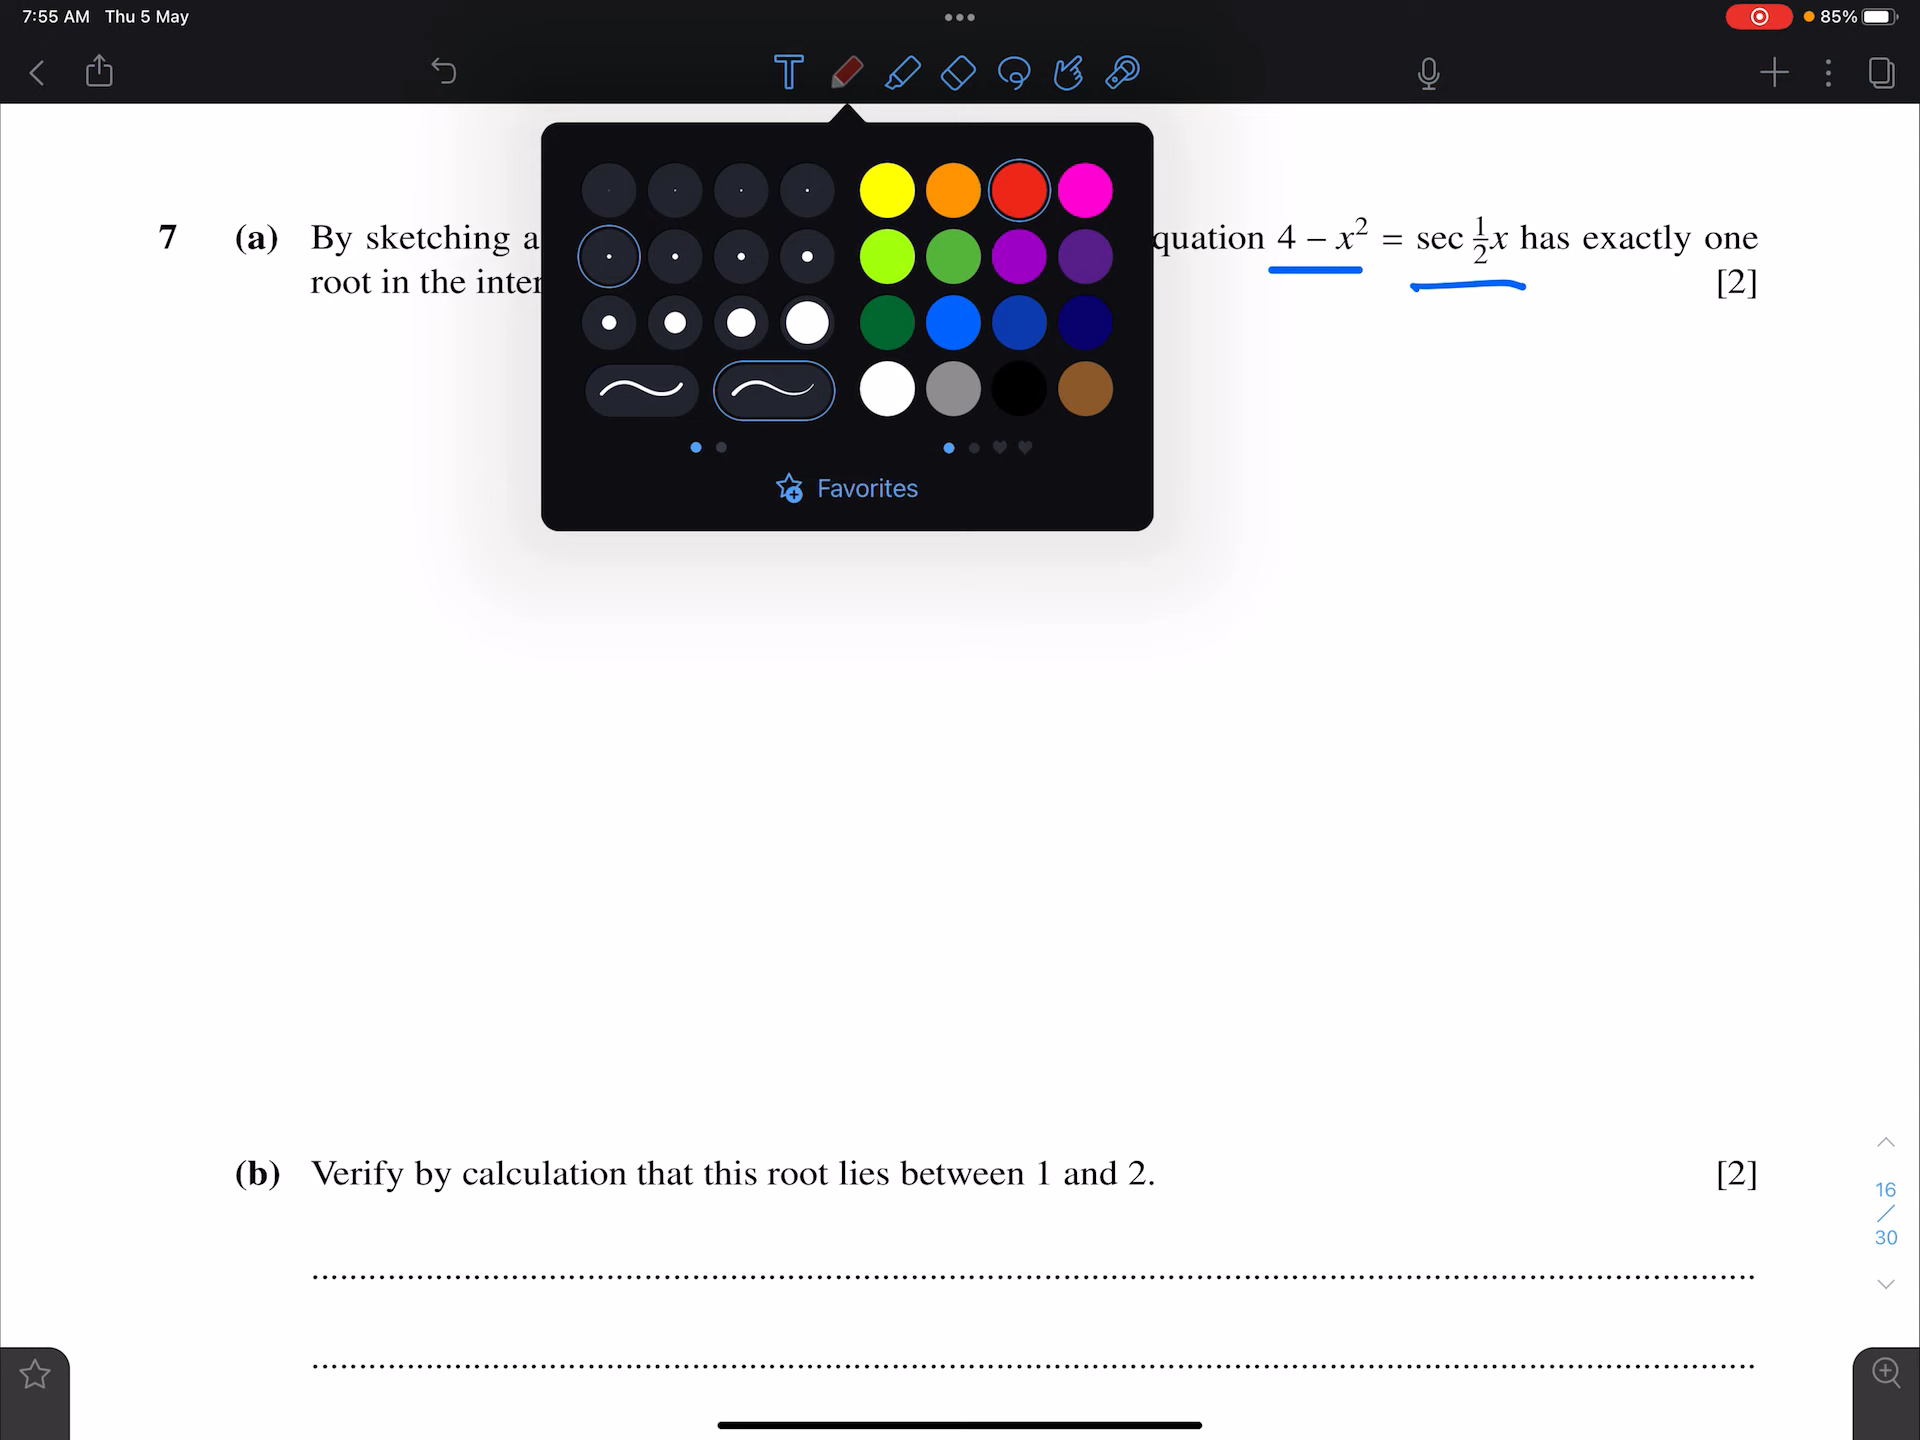 7:55 AM Thu 5 May
85%
7 (a) By sketching a quation 4 − x² = sec ½x has exactly one
root in the inter [2]
Favorites
(b) Verify by calculation that this root lies between 1 and 2. [2]
16
/
30